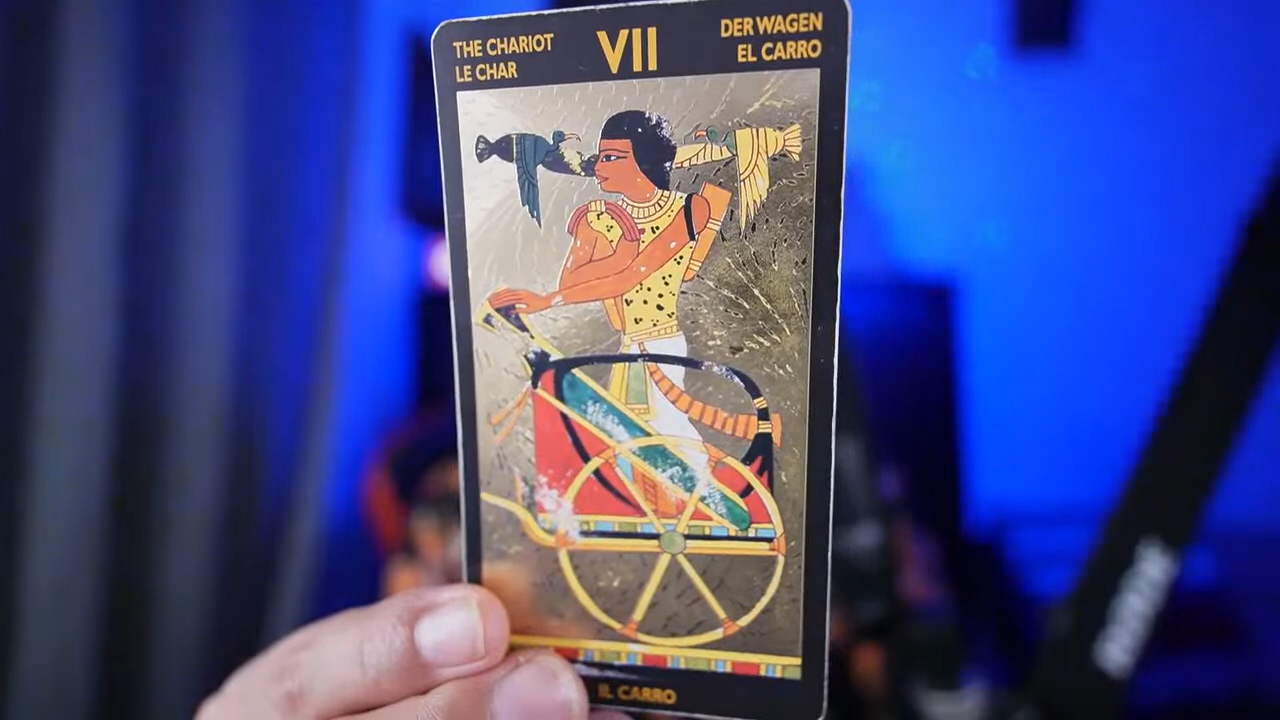 THE CHARIOT
LE CHAR
VII
DER WAGEN
EL CARRO
IL CARRO